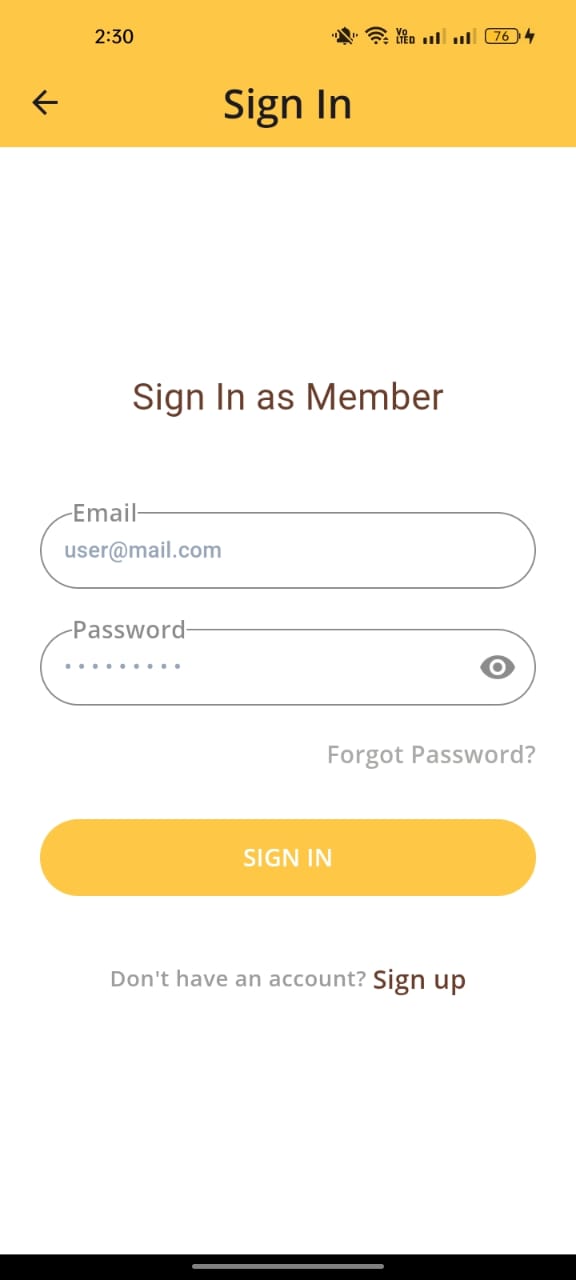 2:30
Vo
LTED
76
Sign In
Sign In as Member
Email
user@mail.com
Password
•••••••••
Forgot Password?
SIGN IN
Don't have an account? Sign up